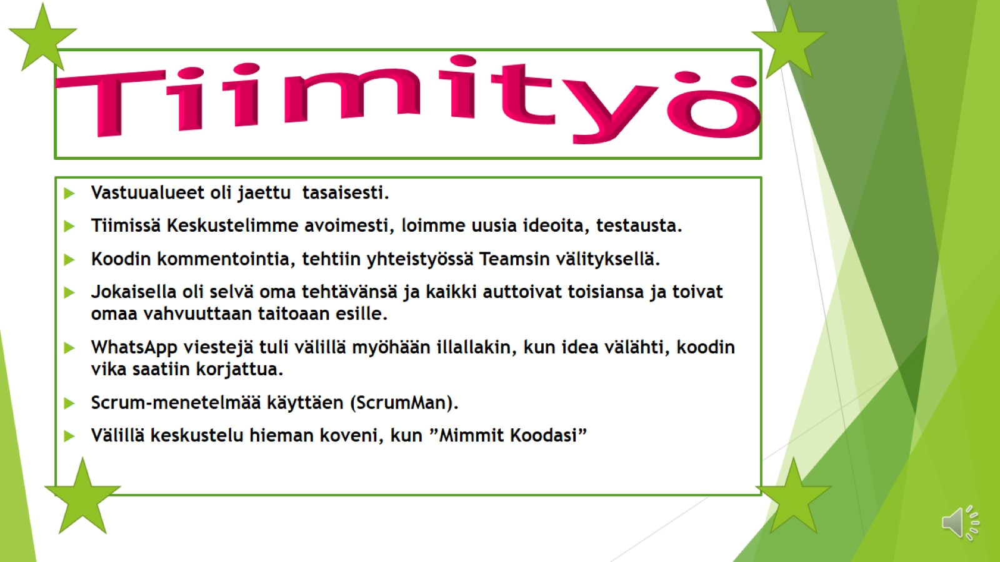 Tiimityö
Vastuualueet oli jaettu  tasaisesti.
Tiimissä Keskustelimme avoimesti, loimme uusia ideoita, testausta.
Koodin kommentointia, tehtiin yhteistyössä Teamsin välityksellä.
Jokaisella oli selvä oma tehtävänsä ja kaikki auttoivat toisiansa ja toivat
omaa vahvuuttaan taitoaan esille.
WhatsApp viestejä tuli välillä myöhään illallakin, kun idea välähti, koodin
vika saatiin korjattua.
Scrum-menetelmää käyttäen (ScrumMan).
Välillä keskustelu hieman koveni, kun ”Mimmit Koodasi”